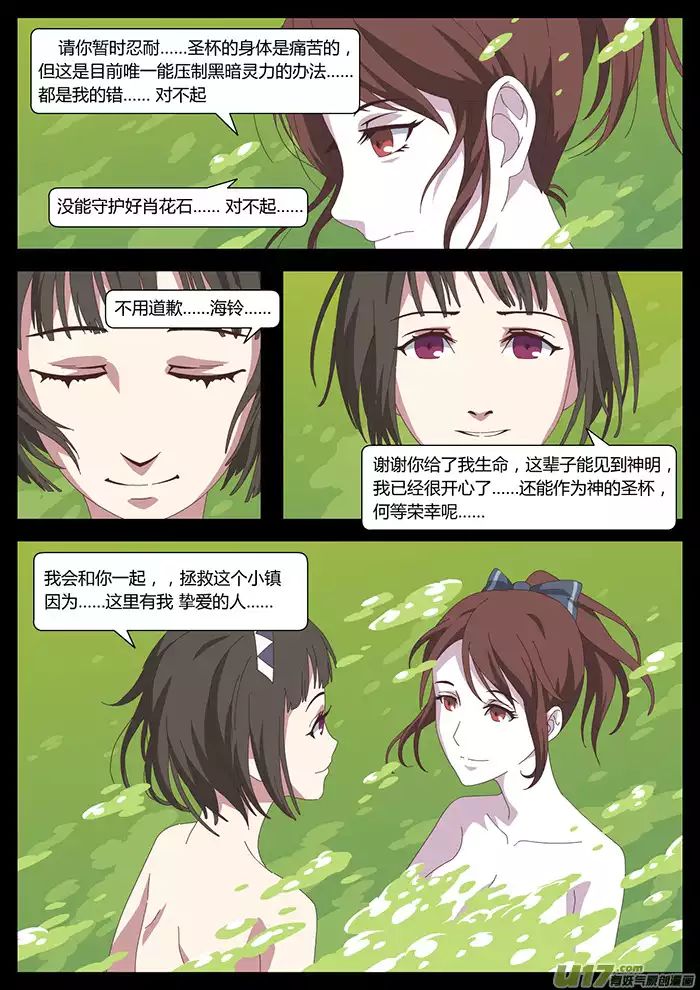 请你暂时忍耐……圣杯的身体是痛苦的，
但这是目前唯一能压制黑暗灵力的办法……
都是我的错…… 对不起
没能守护好肖花石…… 对不起……
不用道歉……海铃……
谢谢你给了我生命，这辈子能见到神明，
我已经很开心了……还能作为神的圣杯，
何等荣幸呢……
我会和你一起，，拯救这个小镇
因为……这里有我 挚爱的人……
U17.com
有妖气原创漫画